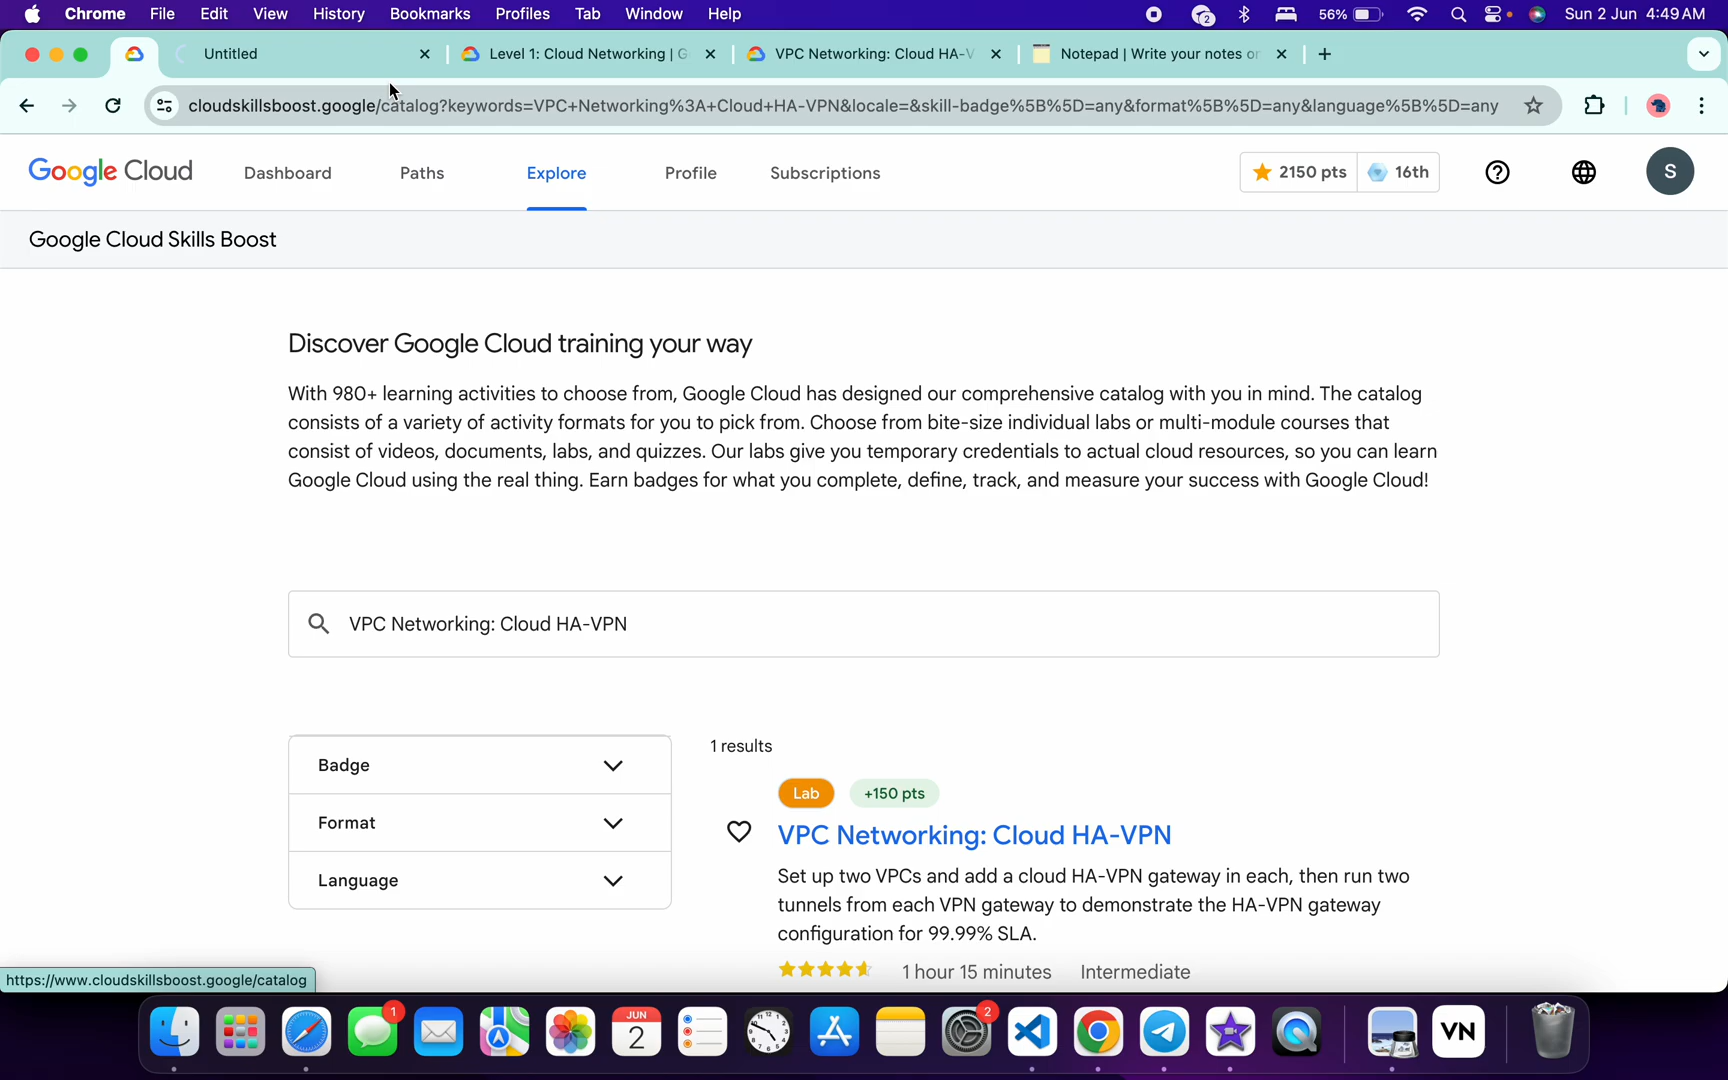 Chrome File Edit View History Bookmarks Profiles Tab Window Help 2 56% Sun 2 Jun 4:49 AM
Untitled Level 1: Cloud Networking | G VPC Networking: Cloud HA-V Notepad | Write your notes or
cloudskillsboost.google/catalog?keywords=VPC+Networking%3A+Cloud+HA-VPN&locale=&skill-badge%5B%5D=any&format%5B%5D=any&language%5B%5D=any
Google Cloud Dashboard Paths Explore Profile Subscriptions 2150 pts 16th S
Google Cloud Skills Boost
Discover Google Cloud training your way
With 980+ learning activities to choose from, Google Cloud has designed our comprehensive catalog with you in mind. The catalog
consists of a variety of activity formats for you to pick from. Choose from bite-size individual labs or multi-module courses that
consist of videos, documents, labs, and quizzes. Our labs give you temporary credentials to actual cloud resources, so you can learn
Google Cloud using the real thing. Earn badges for what you complete, define, track, and measure your success with Google Cloud!
VPC Networking: Cloud HA-VPN
Badge
Format
Language
1 results
Lab +150 pts
VPC Networking: Cloud HA-VPN
Set up two VPCs and add a cloud HA-VPN gateway in each, then run two
tunnels from each VPN gateway to demonstrate the HA-VPN gateway
configuration for 99.99% SLA.
1 hour 15 minutes Intermediate
https://www.cloudskillsboost.google/catalog
1 JUN 2 2 VN